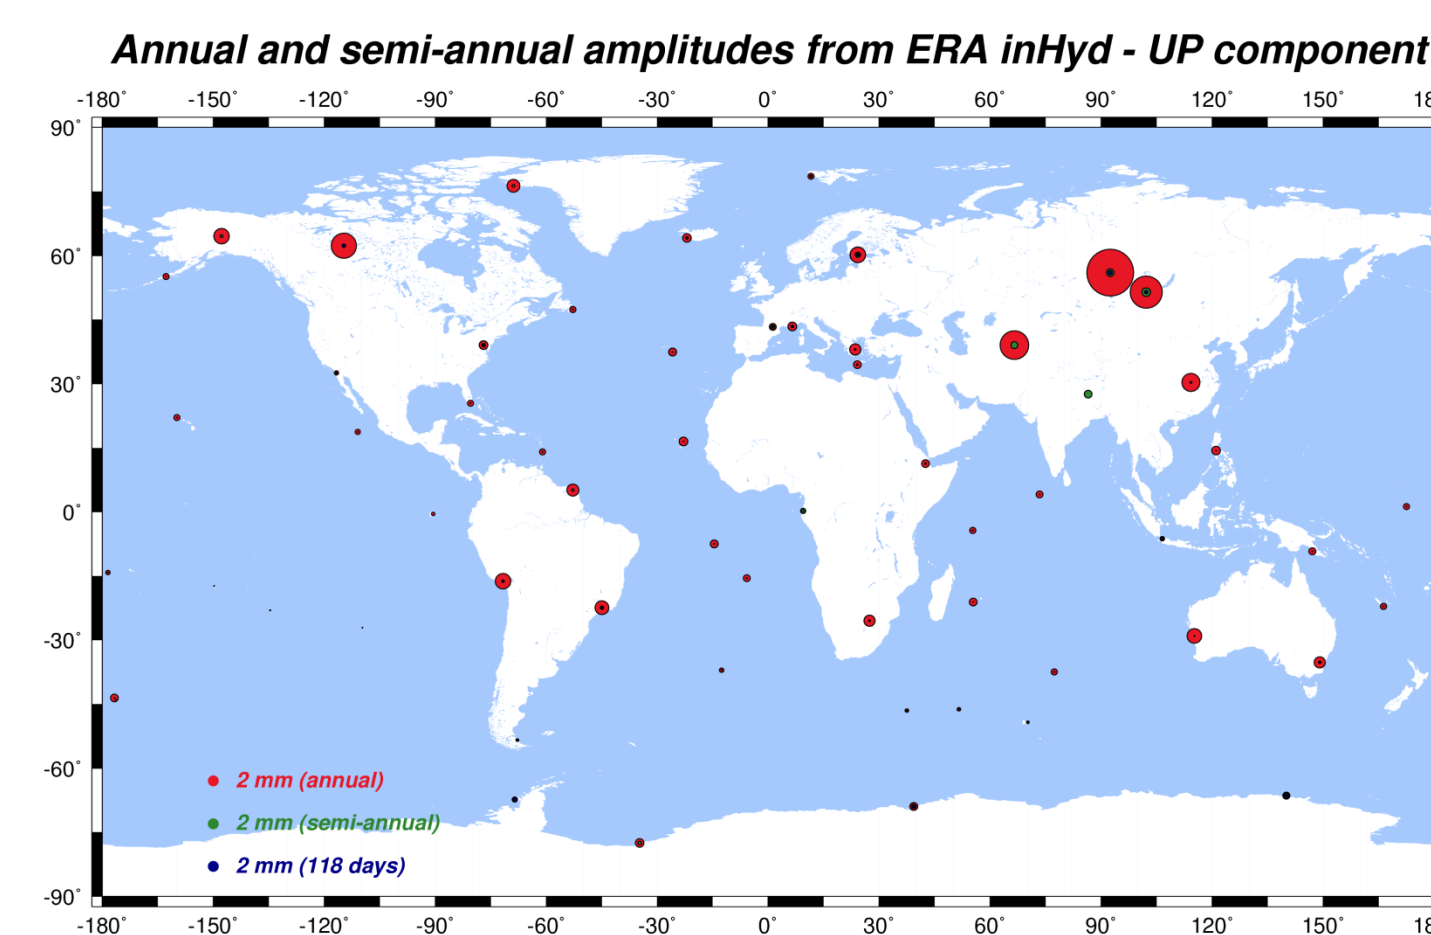 Annual and semi-annual amplitudes from ERA inHyd - UP component
-180° -150° -120° -90° -60° -30° 0° 30° 60° 90° 120° 150° 18
90°
60°
30°
0°
-30°
-60°
-90°
2 mm (annual)
2 mm (semi-annual)
2 mm (118 days)
-180° -150° -120° -90° -60° -30° 0° 30° 60° 90° 120° 150° 18